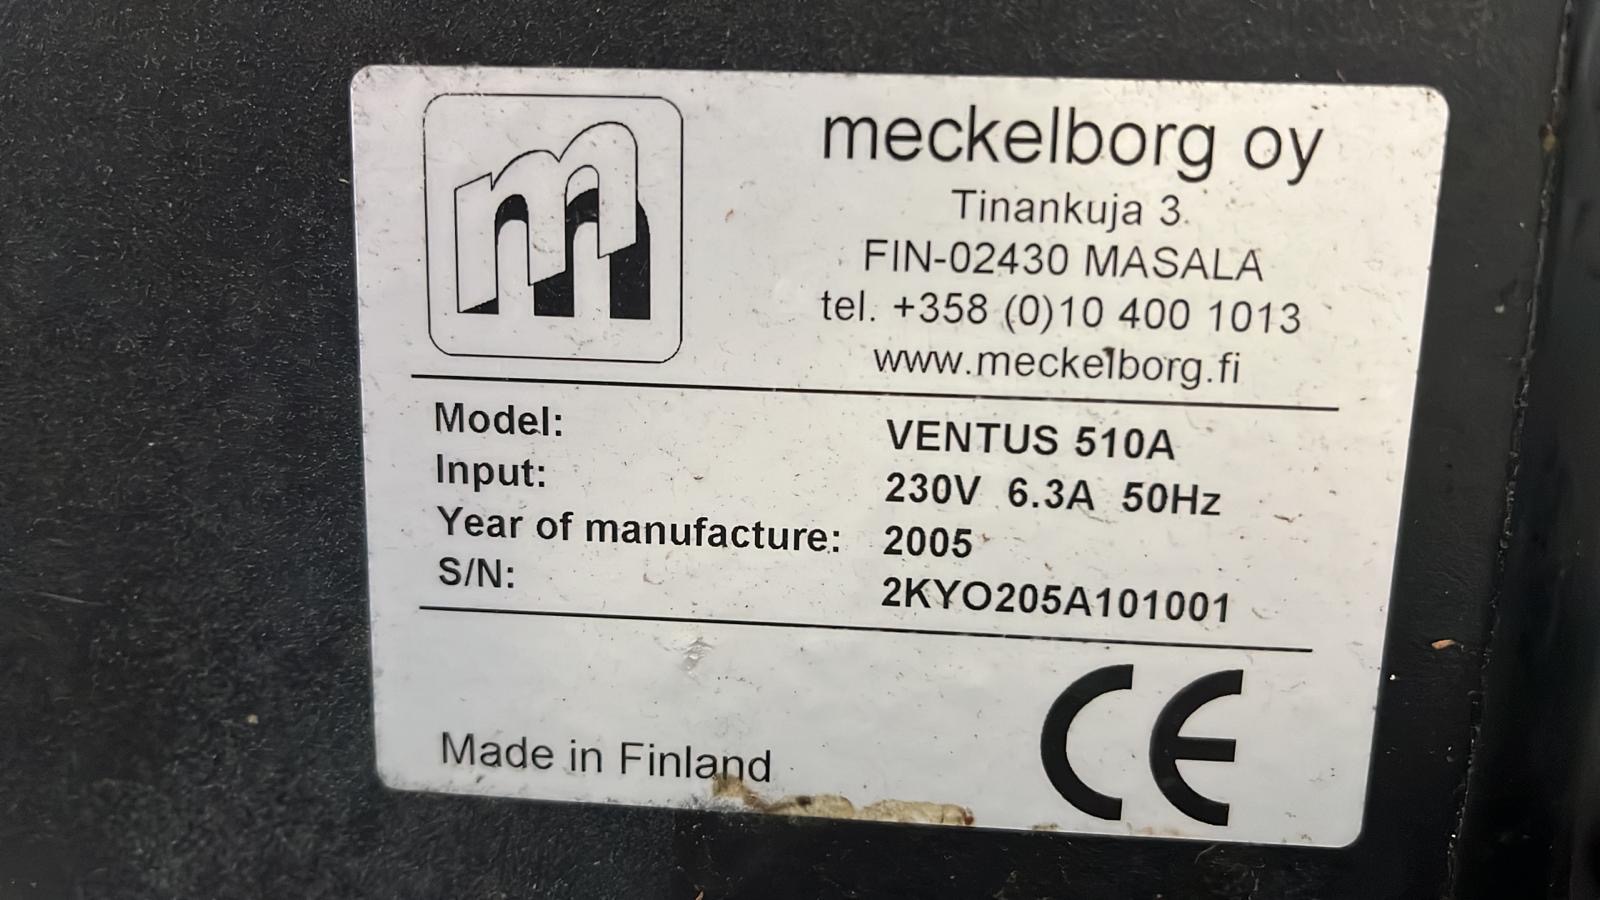 m
meckelborg oy
Tinankuja 3.
FIN-02430 MASALA
tel. +358 (0)10 400 1013
www.meckelborg.fi
Model: VENTUS 510A
Input: 230V 6.3A 50Hz
Year of manufacture: 2005
S/N: 2KYO205A101001
Made in Finland
CE